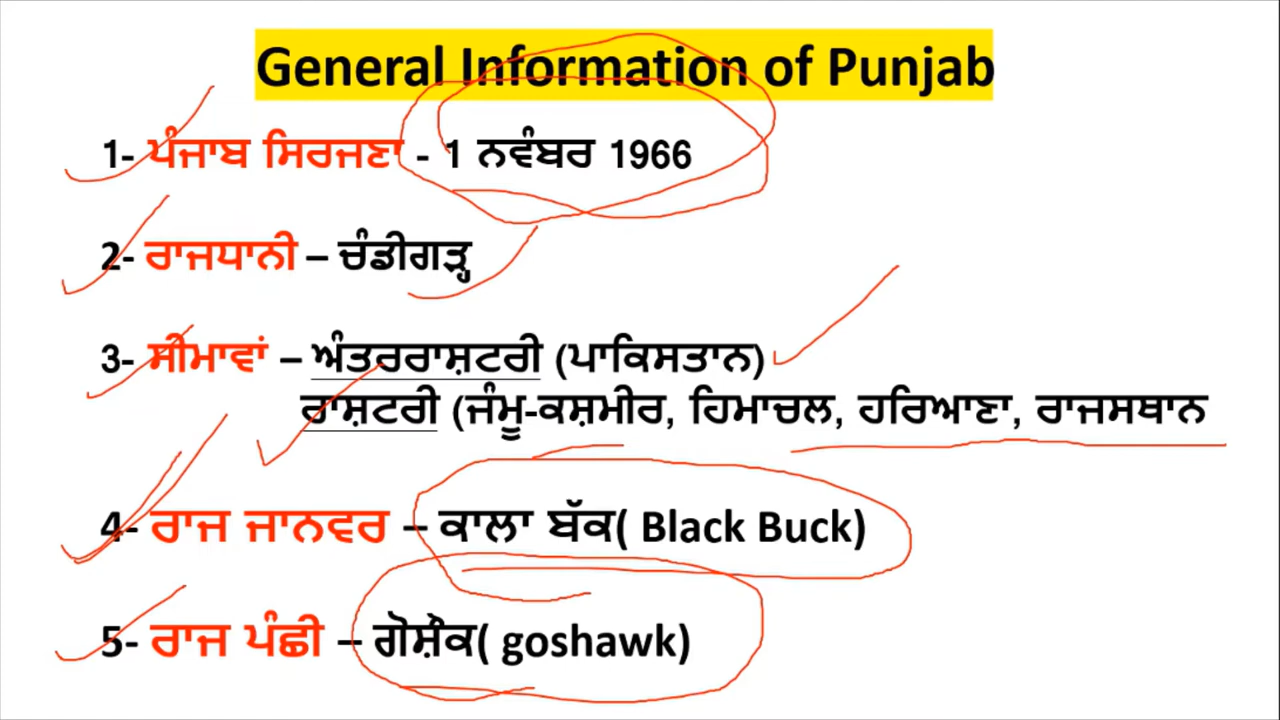 General Information of Punjab
1- ਪੰਜਾਬ ਸਿਰਜਣਾ - 1 ਨਵੰਬਰ 1966
2- ਰਾਜਧਾਨੀ – ਚੰਡੀਗੜ੍ਹ
3- ਸੀਮਾਵਾਂ – ਅੰਤਰਰਾਸ਼ਟਰੀ (ਪਾਕਿਸਤਾਨ)
ਰਾਸ਼ਟਰੀ (ਜੰਮੂ-ਕਸ਼ਮੀਰ, ਹਿਮਾਚਲ, ਹਰਿਆਣਾ, ਰਾਜਸਥਾਨ
4- ਰਾਜ ਜਾਨਵਰ – ਕਾਲਾ ਬੱਕ( Black Buck)
5- ਰਾਜ ਪੰਛੀ – ਗੋਸ਼ੌਕ( goshawk)